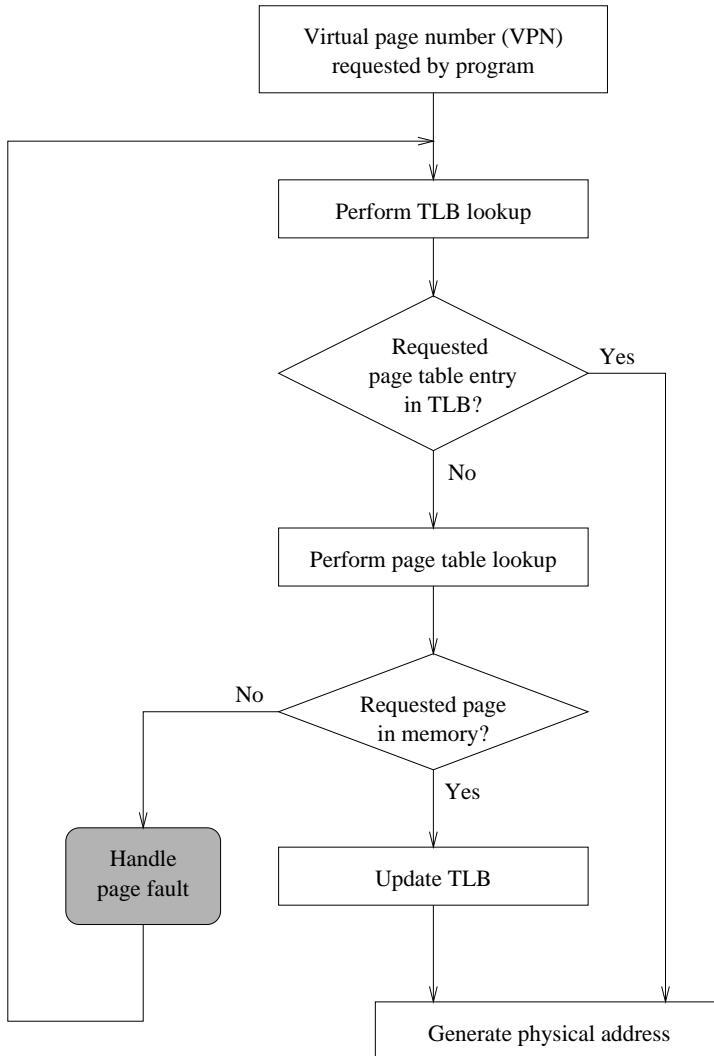 Virtual page number (VPN)
requested by program
Perform TLB lookup
Requested
page table entry
in TLB?
Yes
No
Perform page table lookup
Requested page
in memory?
No
Yes
Handle
page fault
Update TLB
Generate physical address